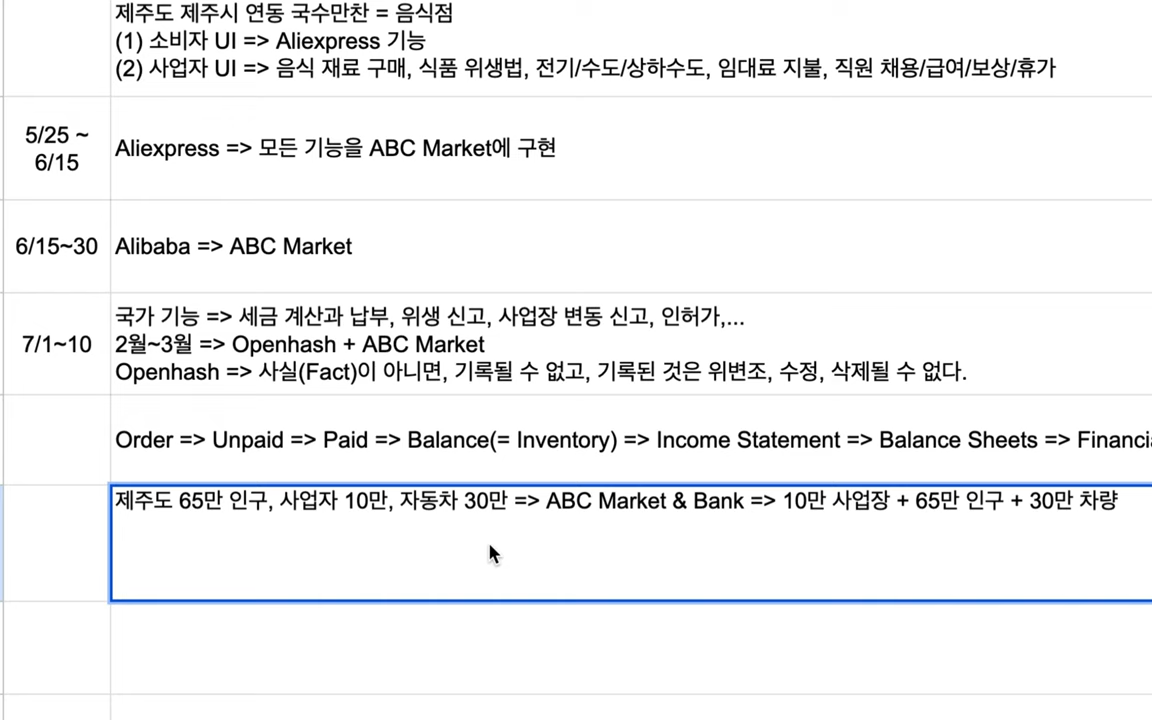 제주도 제주시 연동 국수만찬 = 음식점
(1) 소비자 UI => Aliexpress 기능
(2) 사업자 UI => 음식 재료 구매, 식품 위생법, 전기/수도/상하수도, 임대료 지불, 직원 채용/급여/보상/휴가
5/25 ~
6/15
Aliexpress => 모든 기능을 ABC Market에 구현
6/15~30
Alibaba => ABC Market
7/1~10
국가 기능 => 세금 계산과 납부, 위생 신고, 사업장 변동 신고, 인허가,...
2월~3월 => Openhash + ABC Market
Openhash => 사실(Fact)이 아니면, 기록될 수 없고, 기록된 것은 위변조, 수정, 삭제될 수 없다.
Order => Unpaid => Paid => Balance(= Inventory) => Income Statement => Balance Sheets =>
제주도 65만 인구, 사업자 10만, 자동차 30만 => ABC Market & Bank => 10만 사업장 + 65만 인구 + 30만 차량